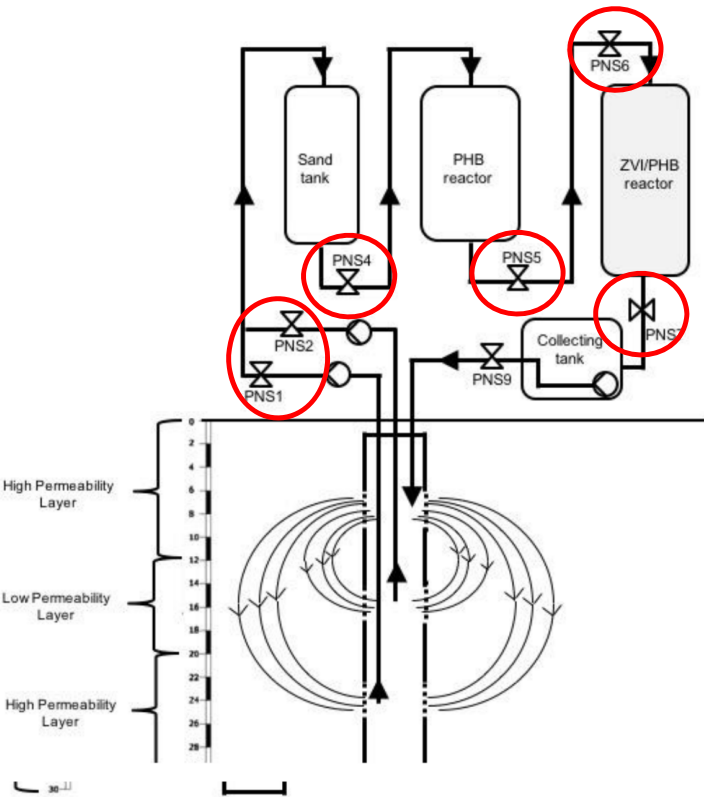 PNS6
Sand
tank
PHB
reactor
ZVI/PHB
reactor
PNS4
PNS5
PNS2
PNS7
Collecting
tank
PNS9
PNS1
0
2
4
6
8
10
12
14
16
18
20
22
24
26
28
30
High Permeability
Layer
Low Permeability
Layer
High Permeability
Layer